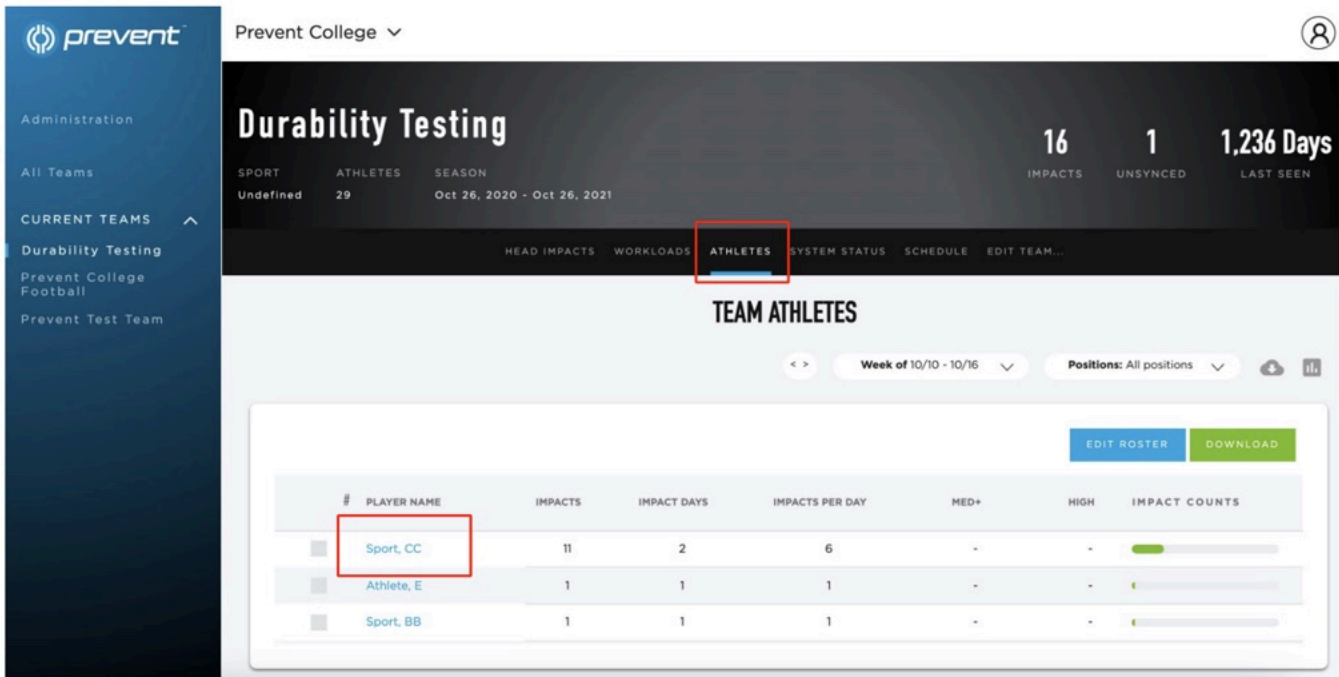 prevent™
Administration
All Teams
CURRENT TEAMS
Durability Testing
Prevent College
Football
Prevent Test Team
Prevent College
Durability Testing
SPORT ATHLETES SEASON
Undefined 29 Oct 26, 2020 - Oct 26, 2021
16 1 1,236 Days
IMPACTS UNSYNCED LAST SEEN
HEAD IMPACTS WORKLOADS ATHLETES SYSTEM STATUS SCHEDULE EDIT TEAM...
TEAM ATHLETES
< > Week of 10/10 - 10/16 Positions: All positions
EDIT ROSTER DOWNLOAD
# PLAYER NAME IMPACTS IMPACT DAYS IMPACTS PER DAY MED+ HIGH IMPACT COUNTS
Sport, CC 11 2 6 - -
Athlete, E 1 1 1 - -
Sport, BB 1 1 1 - -